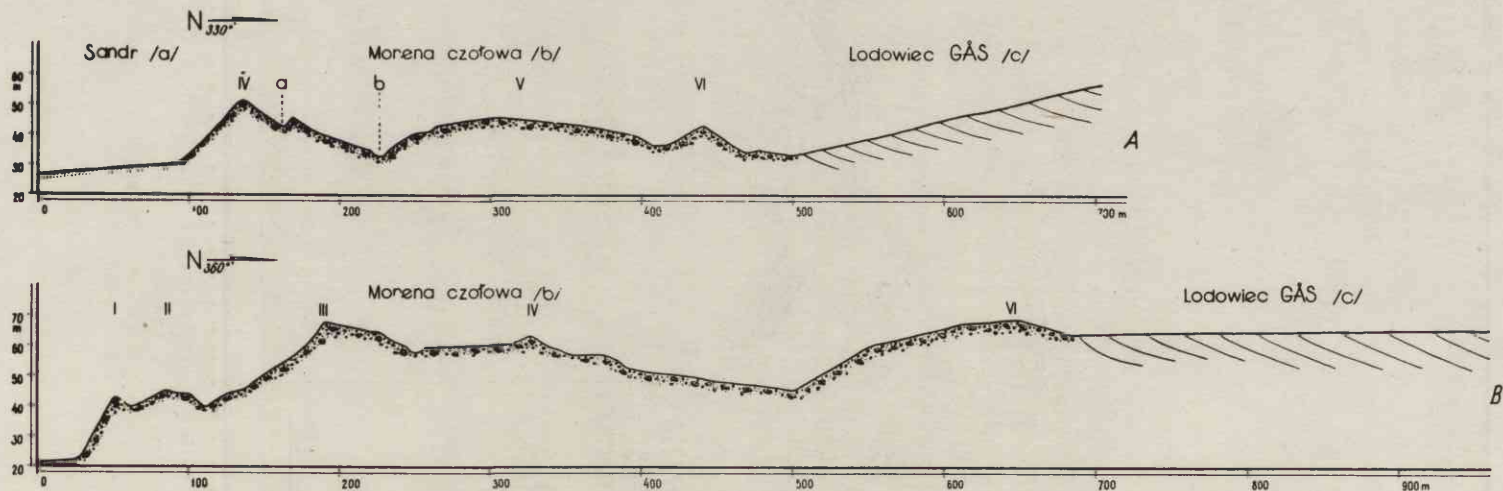 N 330°
Sandr /a/ Morena czołowa /b/ Lodowiec GÅS /c/
60
m
IV a b V VI
50
40
A
30
20
0 100 200 300 400 500 600 700 m
N 360°
Morena czołowa /b/ Lodowiec GÅS /c/
I II III IV VI
70
m
60
50
40
B
30
20
0 100 200 300 400 500 600 700 800 900 m